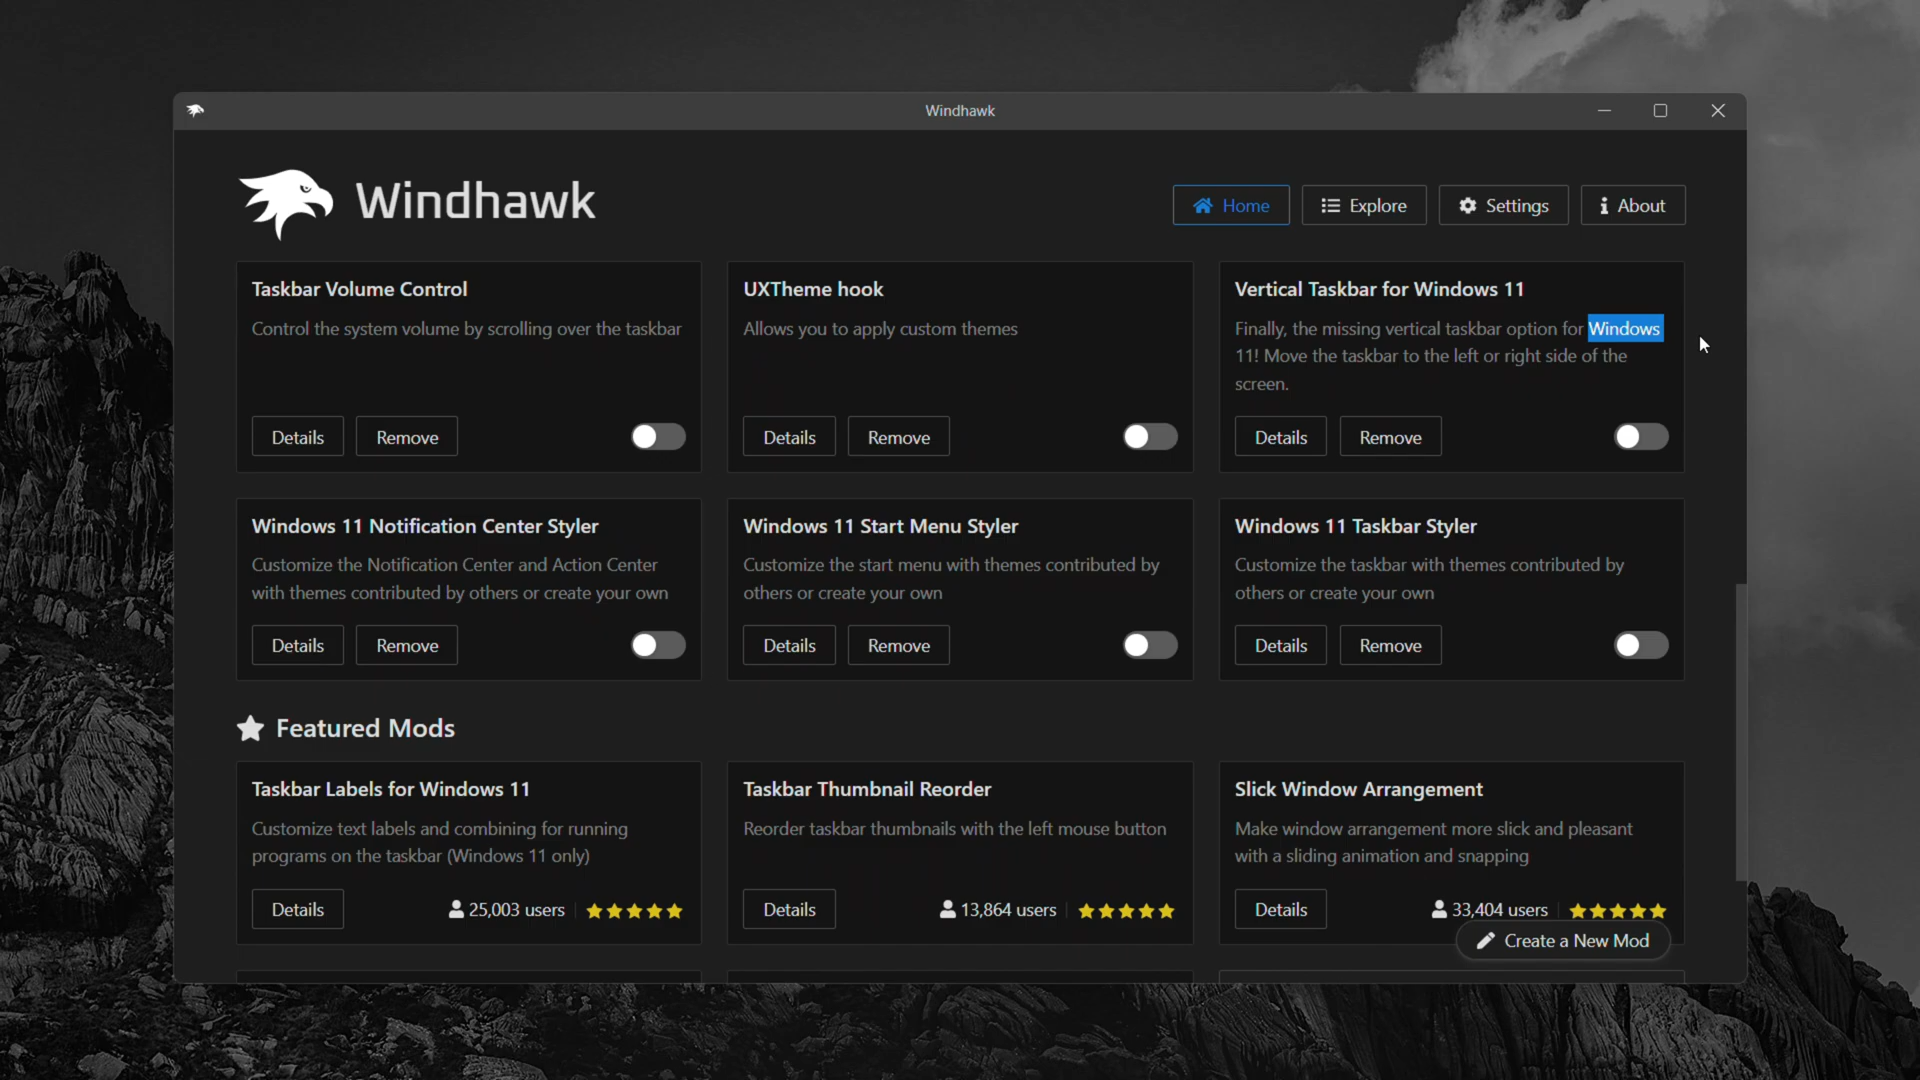 Windhawk
Windhawk
Home
Explore
Settings
About
Taskbar Volume Control
Control the system volume by scrolling over the taskbar
Details
Remove
UXTheme hook
Allows you to apply custom themes
Details
Remove
Vertical Taskbar for Windows 11
Finally, the missing vertical taskbar option for Windows
11! Move the taskbar to the left or right side of the
screen.
Details
Remove
Windows 11 Notification Center Styler
Customize the Notification Center and Action Center
with themes contributed by others or create your own
Details
Remove
Windows 11 Start Menu Styler
Customize the start menu with themes contributed by
others or create your own
Details
Remove
Windows 11 Taskbar Styler
Customize the taskbar with themes contributed by
others or create your own
Details
Remove
Featured Mods
Taskbar Labels for Windows 11
Customize text labels and combining for running
programs on the taskbar (Windows 11 only)
Details
25,003 users
Taskbar Thumbnail Reorder
Reorder taskbar thumbnails with the left mouse button
Details
13,864 users
Slick Window Arrangement
Make window arrangement more slick and pleasant
with a sliding animation and snapping
Details
33,404 users
Create a New Mod